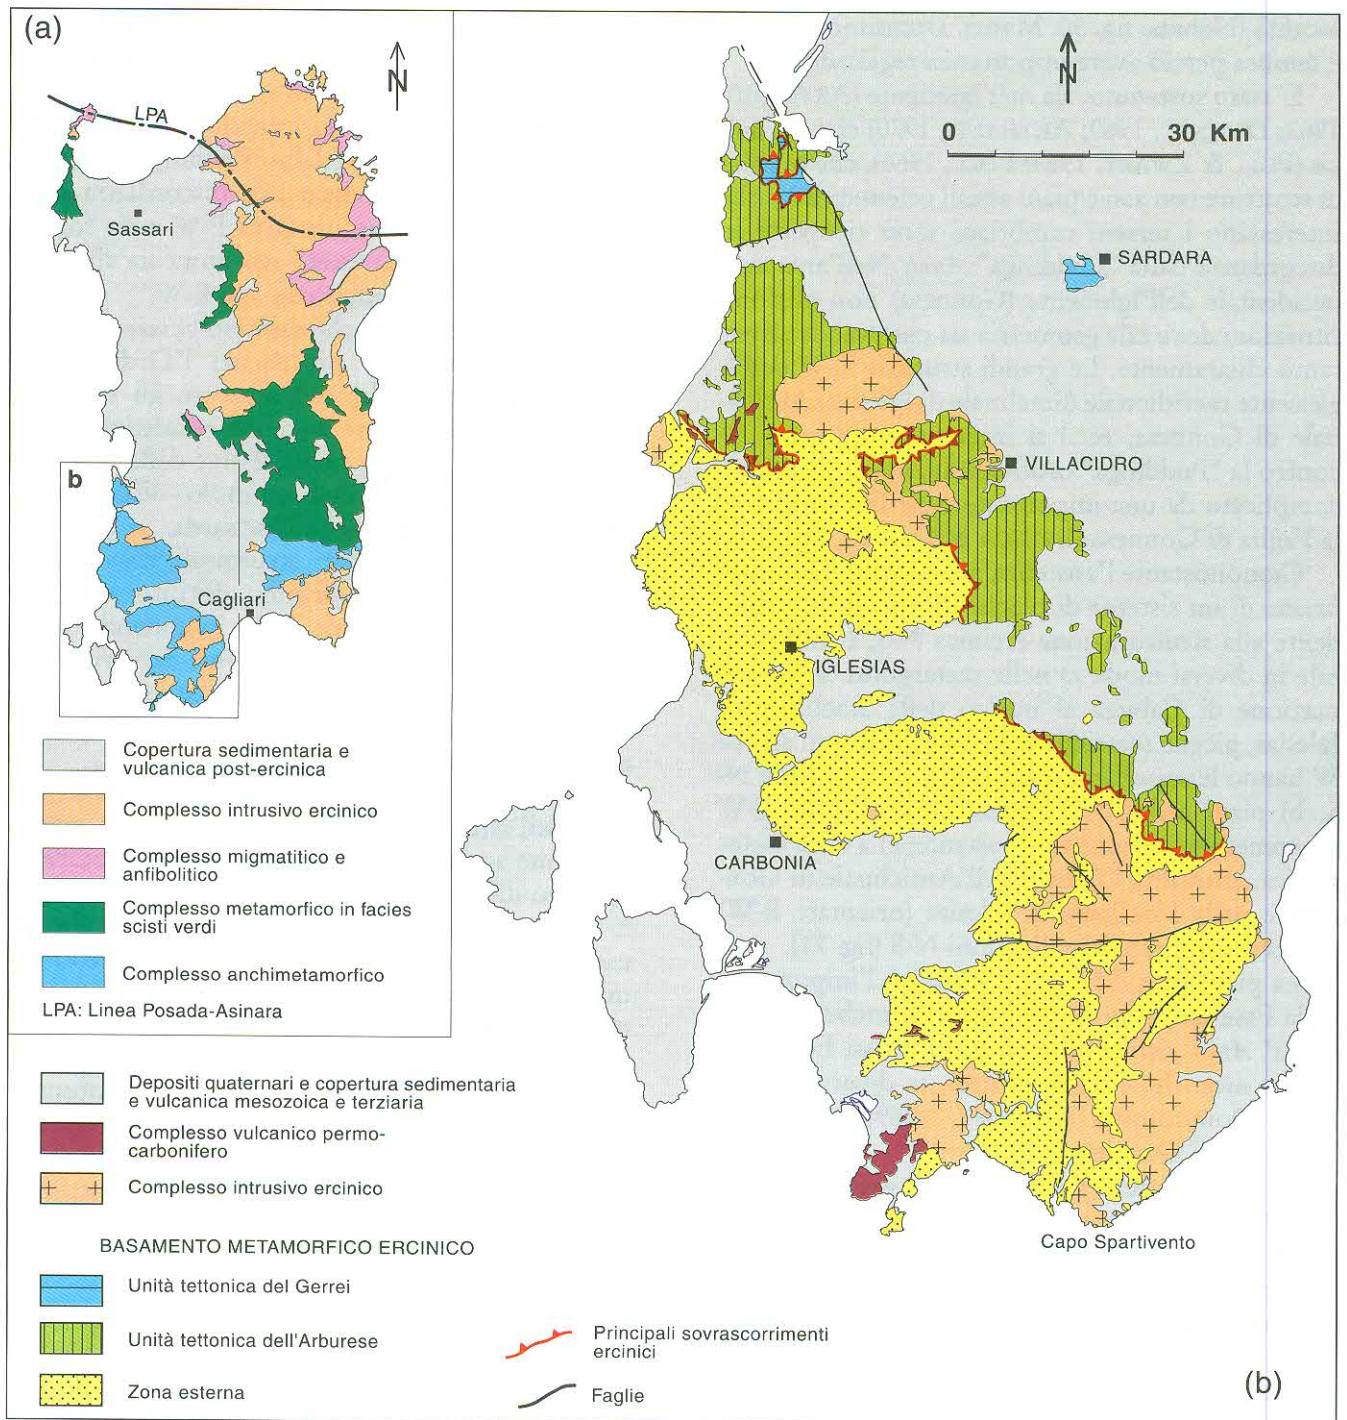 (a)
N
LPA
Sassari
b
Cagliari
Copertura sedimentaria e
vulcanica post-ercinica
Complesso intrusivo ercinico
Complesso migmatitico e
anfibolitico
Complesso metamorfico in facies
scisti verdi
Complesso anchimetamorfico
LPA: Linea Posada-Asinara
N
0 30 Km
SARDARA
VILLACIDRO
IGLESIAS
CARBONIA
Capo Spartivento
Depositi quaternari e copertura sedimentaria
e vulcanica mesozoica e terziaria
Complesso vulcanico permo-
carbonifero
Complesso intrusivo ercinico
BASAMENTO METAMORFICO ERCINICO
Unità tettonica del Gerrei
Unità tettonica dell'Arburese
Zona esterna
Principali sovrascorrimenti
ercinici
Faglie
(b)